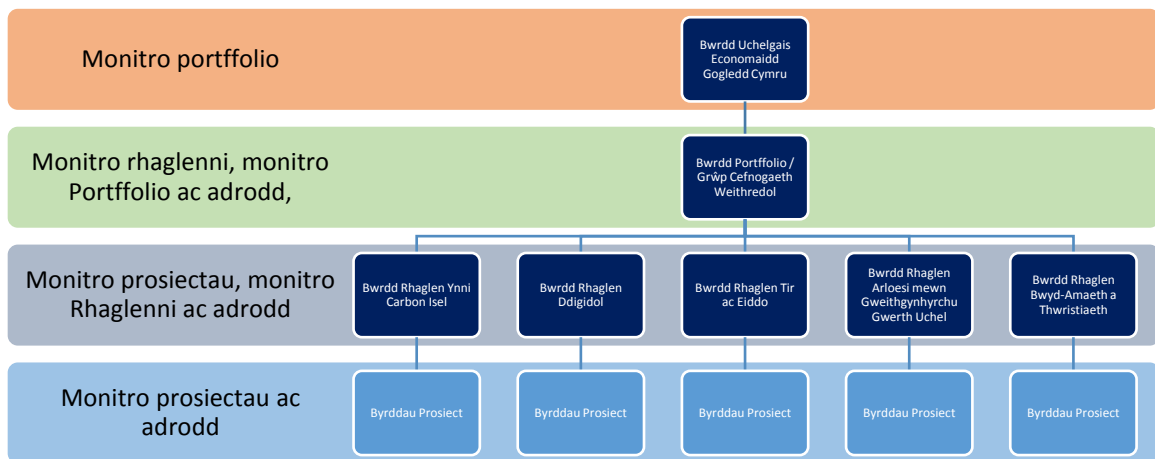 Monitro portffolio
Bwrdd Uchelgais
Economaidd
Gogledd Cymru
Monitro rhaglenni, monitro
Portffolio ac adrodd,
Bwrdd Portffolio /
Grŵp Cefnogaeth
Weithredol
Monitro prosiectau, monitro
Rhaglenni ac adrodd
Bwrdd Rhaglen Ynni
Carbon Isel
Bwrdd Rhaglen
Ddigidol
Bwrdd Rhaglen Tir
ac Eiddo
Bwrdd Rhaglen
Arloesi mewn
Gweithgynhyrchu
Gwerth Uchel
Bwrdd Rhaglen
Bwyd-Amaeth a
Thwristiaeth
Monitro prosiectau ac
adrodd
Byrddau Prosiect
Byrddau Prosiect
Byrddau Prosiect
Byrddau Prosiect
Byrddau Prosiect